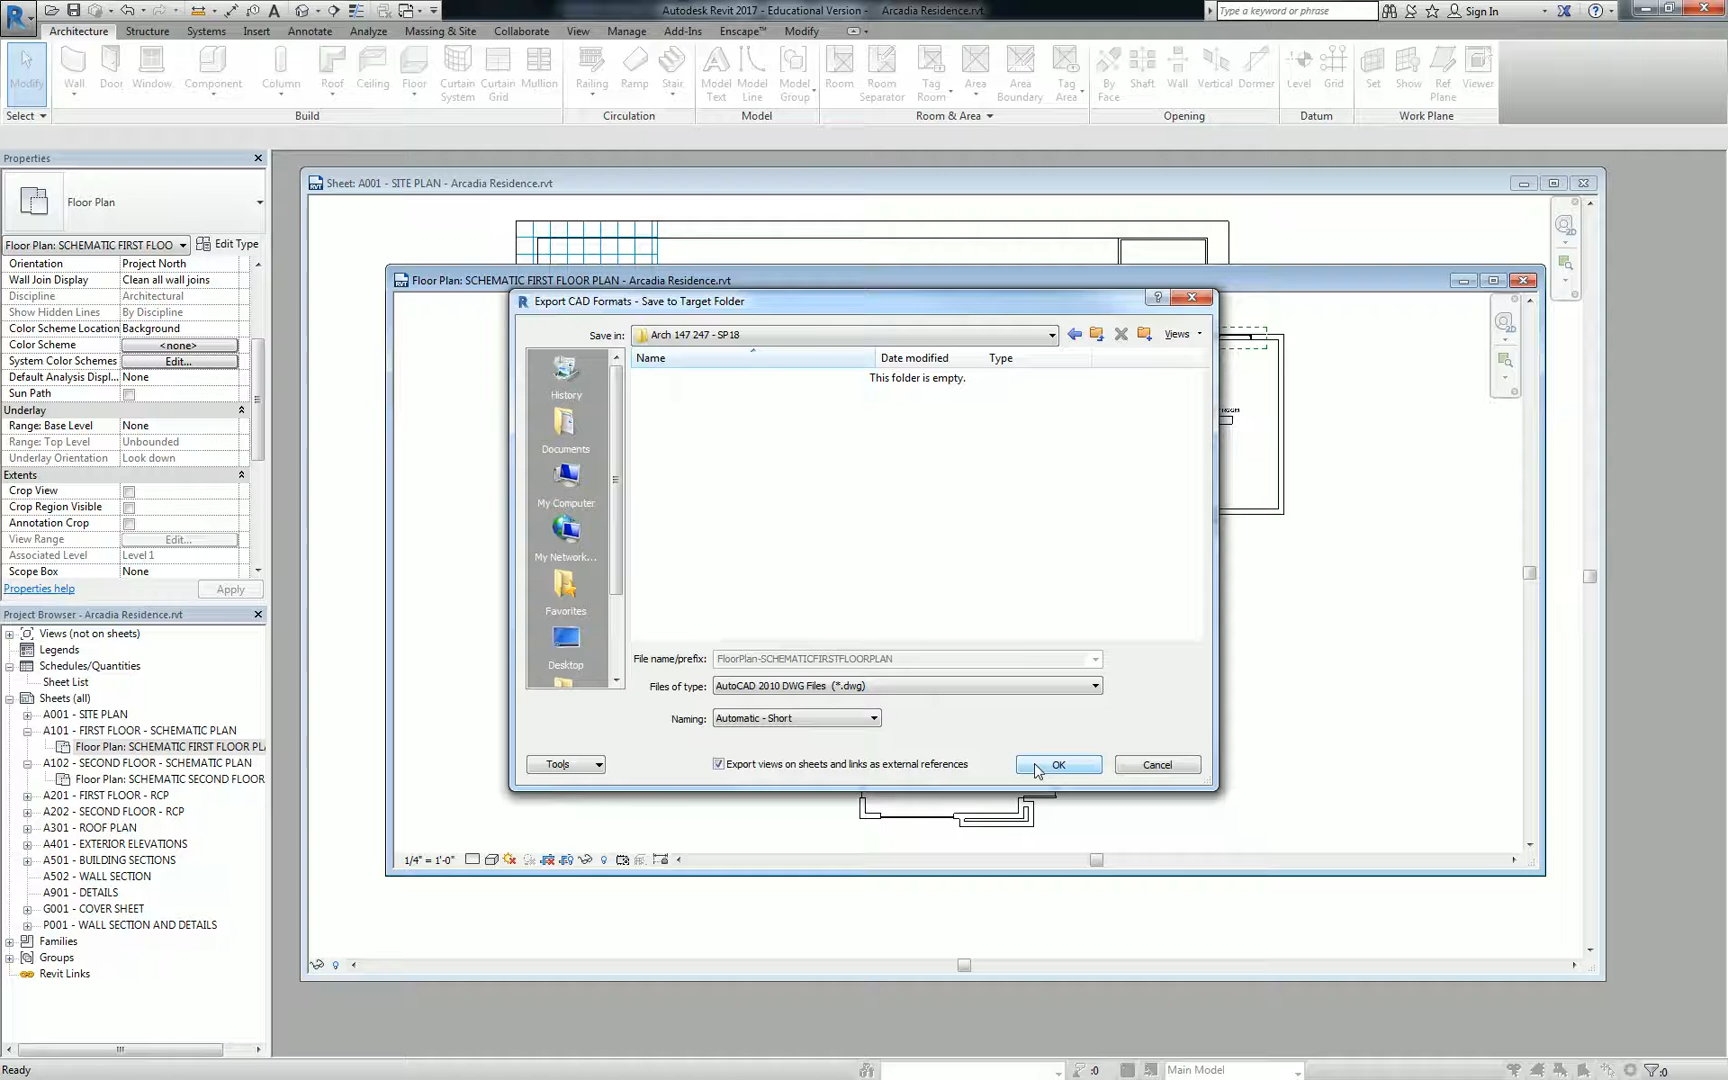 Autodesk Revit 2017 - Educational Version - Arcadia Residence.rvt
Type a keyword or phrase
Sign In
Architecture Structure Systems Insert Annotate Analyze Massing & Site Collaborate View Manage Add-Ins Enscape™ Modify
Modify Wall Door Window Component Column Roof Ceiling Floor Curtain System Curtain Grid Mullion Railing Ramp Stair Model Text Model Line Model Group Room Room Separator Tag Room Area Area Boundary Tag Area By Face Shaft Wall Vertical Dormer Level Grid Set Show Ref Plane Viewer
Select Build Circulation Model Room & Area Opening Datum Work Plane
Properties
Floor Plan
Floor Plan: SCHEMATIC FIRST FLOO Edit Type
Orientation Project North
Wall Join Display Clean all wall joins
Discipline Architectural
Show Hidden Lines By Discipline
Color Scheme Location Background
Color Scheme <none>
System Color Schemes Edit...
Default Analysis Displ... None
Sun Path
Underlay
Range: Base Level None
Range: Top Level Unbounded
Underlay Orientation Look down
Extents
Crop View
Crop Region Visible
Annotation Crop
View Range Edit...
Associated Level Level 1
Scope Box None
Properties help Apply
Project Browser - Arcadia Residence.rvt
Views (not on sheets)
Legends
Schedules/Quantities
Sheet List
Sheets (all)
A001 - SITE PLAN
A101 - FIRST FLOOR - SCHEMATIC PLAN
Floor Plan: SCHEMATIC FIRST FLOOR PL
A102 - SECOND FLOOR - SCHEMATIC PLAN
Floor Plan: SCHEMATIC SECOND FLOOR
A201 - FIRST FLOOR - RCP
A202 - SECOND FLOOR - RCP
A301 - ROOF PLAN
A401 - EXTERIOR ELEVATIONS
A501 - BUILDING SECTIONS
A502 - WALL SECTION
A901 - DETAILS
G001 - COVER SHEET
P001 - WALL SECTION AND DETAILS
Families
Groups
Revit Links
Ready
Sheet: A001 - SITE PLAN - Arcadia Residence.rvt
Floor Plan: SCHEMATIC FIRST FLOOR PLAN - Arcadia Residence.rvt
Export CAD Formats - Save to Target Folder
Save in: Arch 147 247 - SP18 Views
Name Date modified Type
This folder is empty.
History
Documents
My Computer
My Network...
Favorites
Desktop
File name/prefix: FloorPlan-SCHEMATICFIRSTFLOORPLAN
Files of type: AutoCAD 2010 DWG Files (*.dwg)
Naming: Automatic - Short
Tools Export views on sheets and links as external references OK Cancel
1/4" = 1'-0"
:0 Main Model :0